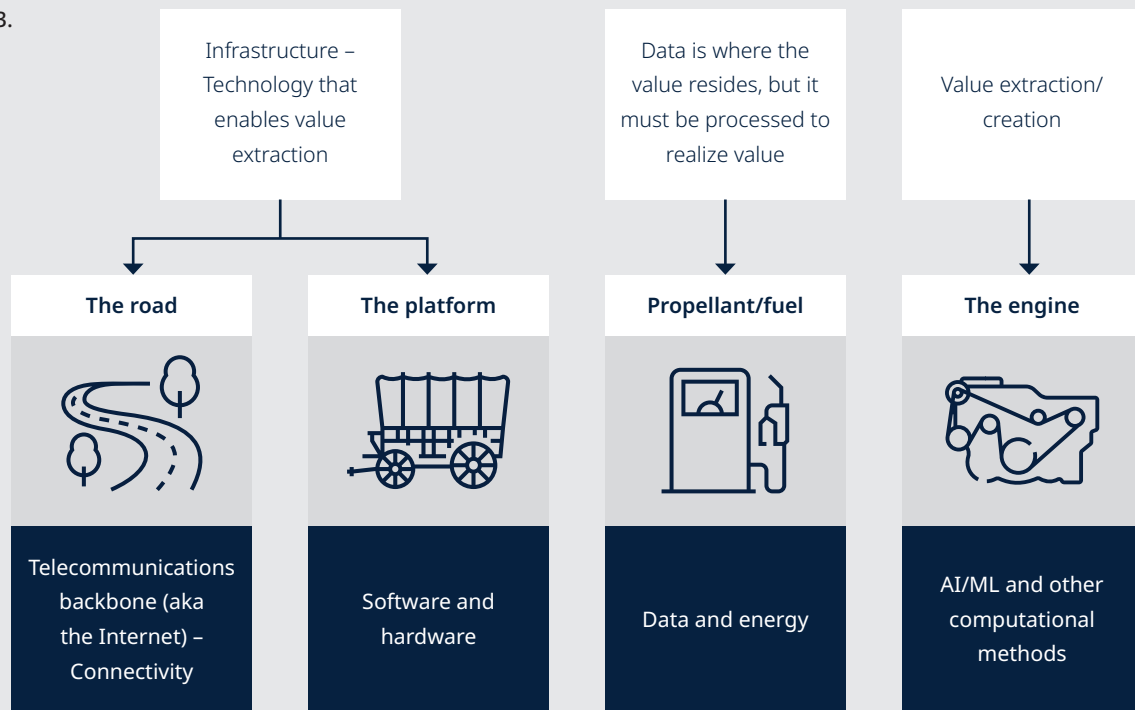 3.
Infrastructure –
Technology that
enables value
extraction
Data is where the
value resides, but it
must be processed to
realize value
Value extraction/
creation
The road
The platform
Propellant/fuel
The engine
Telecommunications
backbone (aka
the Internet) –
Connectivity
Software and
hardware
Data and energy
AI/ML and other
computational
methods